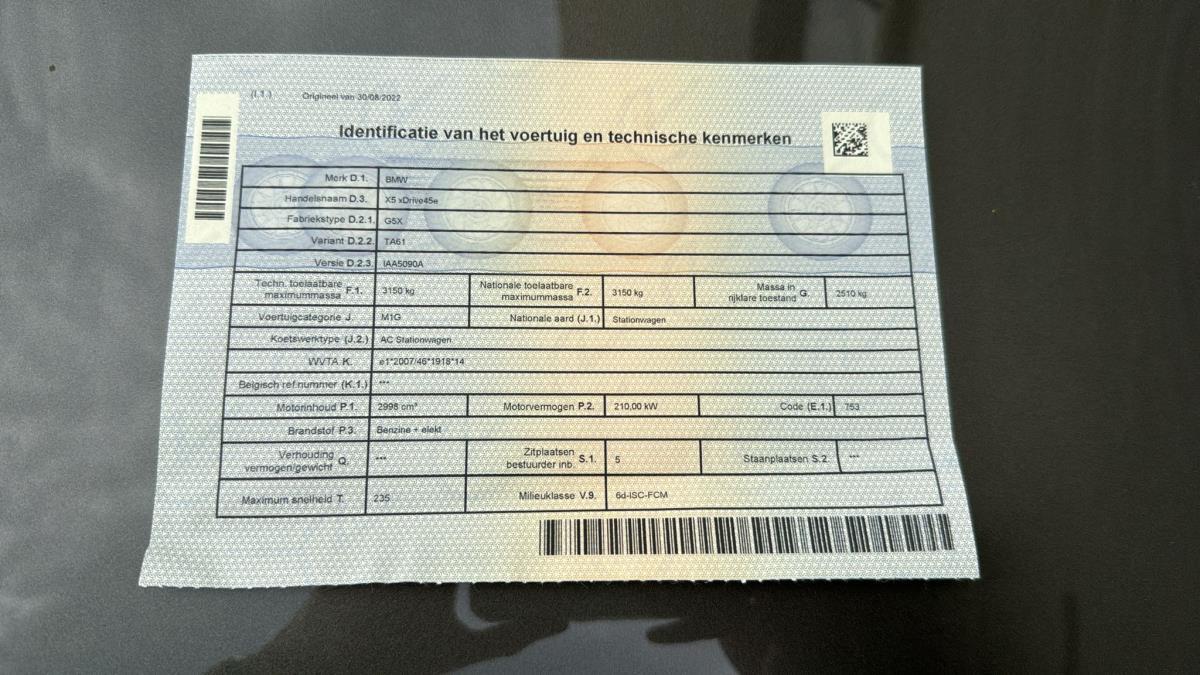 (I.1.) Origineel van 30/08/2022
Identificatie van het voertuig en technische kenmerken
Merk D.1. BMW
Handelsnaam D.3. X5 xDrive45e
Fabriekstype D.2.1. G5X
Variant D.2.2. TA61
Versie D.2.3. IAA5090A
Techn. toelaatbare maximummassa F.1. 3150 kg Nationale toelaatbare maximummassa F.2. 3150 kg Massa in rijklare toestand G. 2510 kg
Voertuigcategorie J. M1G Nationale aard (J.1.) Stationwagen
Koetswerktype (J.2.) AC Stationwagen
WVTA K. e1*2007/46*1918*14
Belgisch ref.nummer (K.1.) ***
Motorinhoud P.1. 2998 cm³ Motorvermogen P.2. 210,00 kW Code (E.1.) 753
Brandstof P.3. Benzine + elekt
Verhouding vermogen/gewicht Q. *** Zitplaatsen bestuurder inb. S.1. 5 Staanplaatsen S.2. ***
Maximum snelheid T. 235 Milieuklasse V.9. 6d-ISC-FCM